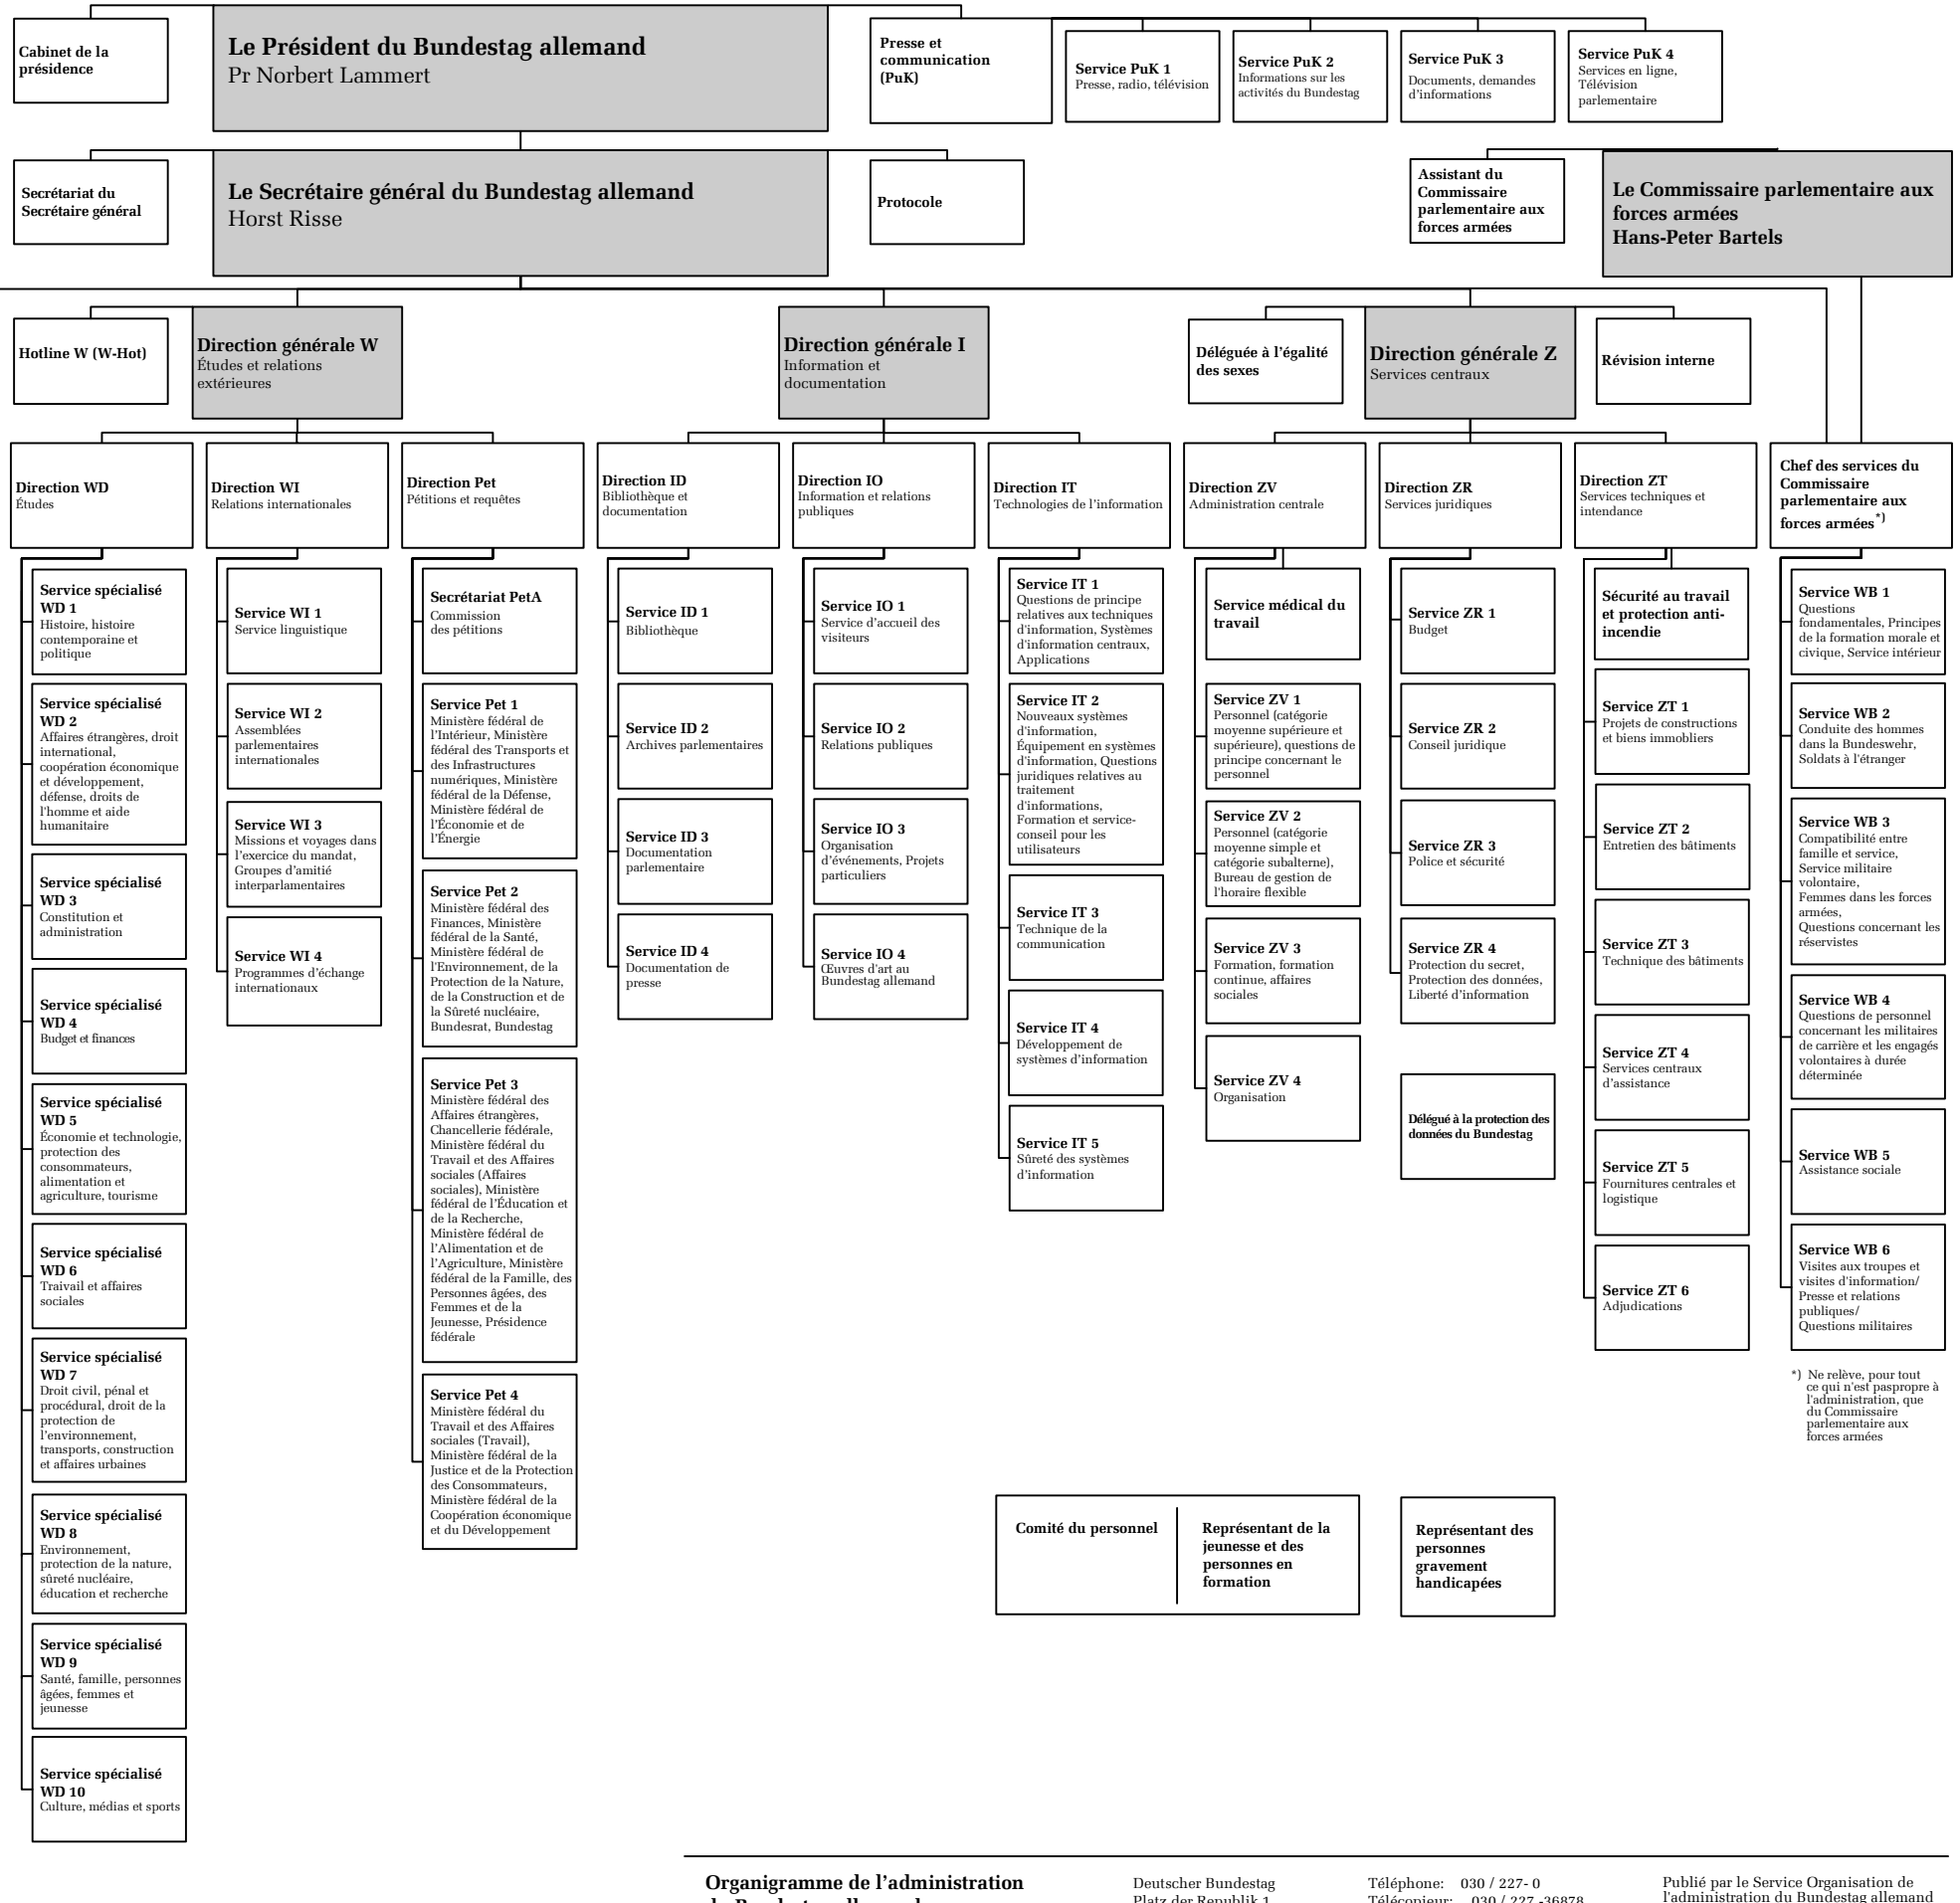 Cabinet de la
présidence
Le Président du Bundestag allemand
Pr Norbert Lammert
Presse et
communication
(PuK)
Service PuK 1
Presse, radio, télévision
Service PuK 2
Informations sur les
activités du Bundestag
Service PuK 3
Documents, demandes
d'informations
Service PuK 4
Services en ligne,
Télévision
parlementaire
Secrétariat du
Secrétaire général
Le Secrétaire général du Bundestag allemand
Horst Risse
Protocole
Assistant du
Commissaire
parlementaire aux
forces armées
Le Commissaire parlementaire aux
forces armées
Hans-Peter Bartels
Hotline W (W-Hot)
Direction générale W
Études et relations
extérieures
Direction générale I
Information et
documentation
Déléguée à l'égalité
des sexes
Direction générale Z
Services centraux
Révision interne
Direction WD
Études
Direction WI
Relations internationales
Direction Pet
Pétitions et requêtes
Direction ID
Bibliothèque et
documentation
Direction IO
Information et relations
publiques
Direction IT
Technologies de l'information
Direction ZV
Administration centrale
Direction ZR
Services juridiques
Direction ZT
Services techniques et
intendance
Chef des services du
Commissaire
parlementaire aux
forces armées*)
Service spécialisé
WD 1
Histoire, histoire
contemporaine et
politique
Service spécialisé
WD 2
Affaires étrangères, droit
international,
coopération économique
et développement,
défense, droits de
l'homme et aide
humanitaire
Service spécialisé
WD 3
Constitution et
administration
Service spécialisé
WD 4
Budget et finances
Service spécialisé
WD 5
Économie et technologie,
protection des
consommateurs,
alimentation et
agriculture, tourisme
Service spécialisé
WD 6
Traivail et affaires
sociales
Service spécialisé
WD 7
Droit civil, pénal et
procédural, droit de la
protection de
l'environnement,
transports, construction
et affaires urbaines
Service spécialisé
WD 8
Environnement,
protection de la nature,
sûreté nucléaire,
éducation et recherche
Service spécialisé
WD 9
Santé, famille, personnes
âgées, femmes et
jeunesse
Service spécialisé
WD 10
Culture, médias et sports
Service WI 1
Service linguistique
Service WI 2
Assemblées
parlementaires
internationales
Service WI 3
Missions et voyages dans
l'exercice du mandat,
Groupes d'amitié
interparlamentaires
Service WI 4
Programmes d'échange
internationaux
Secrétariat PetA
Commission
des pétitions
Service Pet 1
Ministère fédéral de
l'Intérieur, Ministère
fédéral des Transports et
des Infrastructures
numériques, Ministère
fédéral de la Défense,
Ministère fédéral de
l'Économie et de
l'Énergie
Service Pet 2
Ministère fédéral des
Finances, Ministère
fédéral de la Santé,
Ministère fédéral de
l'Environnement, de la
Protection de la Nature,
de la Construction et de
la Sûreté nucléaire,
Bundesrat, Bundestag
Service Pet 3
Ministère fédéral des
Affaires étrangères,
Chancellerie fédérale,
Ministère fédéral du
Travail et des Affaires
sociales (Affaires
sociales), Ministère
fédéral de l'Éducation et
de la Recherche,
Ministère fédéral de
l'Alimentation et de
l'Agriculture, Ministère
fédéral de la Famille, des
Personnes âgées, des
Femmes et de la
Jeunesse, Présidence
fédérale
Service Pet 4
Ministère fédéral du
Travail et des Affaires
sociales (Travail),
Ministère fédéral de la
Justice et de la Protection
des Consommateurs,
Ministère fédéral de la
Coopération économique
et du Développement
Service ID 1
Bibliothèque
Service ID 2
Archives parlementaires
Service ID 3
Documentation
parlementaire
Service ID 4
Documentation de
presse
Service IO 1
Service d'accueil des
visiteurs
Service IO 2
Relations publiques
Service IO 3
Organisation
d'événements, Projets
particuliers
Service IO 4
Œuvres d'art au
Bundestag allemand
Service IT 1
Questions de principe
relatives aux techniques
d'information, Systèmes
d'information centraux,
Applications
Service IT 2
Nouveaux systèmes
d'information,
Équipement en systèmes
d'information, Questions
juridiques relatives au
traitement
d'informations,
Formation et service-
conseil pour les
utilisateurs
Service IT 3
Technique de la
communication
Service IT 4
Développement de
systèmes d'information
Service IT 5
Sûreté des systèmes
d'information
Service médical du
travail
Service ZV 1
Personnel (catégorie
moyenne supérieure et
supérieure), questions de
principe concernant le
personnel
Service ZV 2
Personnel (catégorie
moyenne simple et
catégorie subalterne),
Bureau de gestion de
l'horaire flexible
Service ZV 3
Formation, formation
continue, affaires
sociales
Service ZV 4
Organisation
Service ZR 1
Budget
Service ZR 2
Conseil juridique
Service ZR 3
Police et sécurité
Service ZR 4
Protection du secret,
Protection des données,
Liberté d'information
Délégué à la protection des
données du Bundestag
Sécurité au travail
et protection anti-
incendie
Service ZT 1
Projets de constructions
et biens immobliers
Service ZT 2
Entretien des bâtiments
Service ZT 3
Technique des bâtiments
Service ZT 4
Services centraux
d'assistance
Service ZT 5
Fournitures centrales et
logistique
Service ZT 6
Adjudications
Service WB 1
Questions
fondamentales, Principes
de la formation morale et
civique, Service intérieur
Service WB 2
Conduite des hommes
dans la Bundeswehr,
Soldats à l'étranger
Service WB 3
Compatibilité entre
famille et service,
Service militaire
volontaire,
Femmes dans les forces
armées,
Questions concernant les
réservistes
Service WB 4
Questions de personnel
concernant les militaires
de carrière et les engagés
volontaires à durée
déterminée
Service WB 5
Assistance sociale
Service WB 6
Visites aux troupes et
visites d'information/
Presse et relations
publiques/
Questions militaires
*) Ne relève, pour tout
ce qui n'est paspropre à
l'administration, que
du Commissaire
parlementaire aux
forces armées
Comité du personnel
Représentant de la
jeunesse et des
personnes en
formation
Représentant des
personnes
gravement
handicapées
Organigramme de l'administration
du Bundestag allemand
Deutscher Bundestag
Platz der Republik 1
Téléphone: 030 / 227- 0
Télécopieur: 030 / 227 -36878
Publié par le Service Organisation de
l'administration du Bundestag allemand